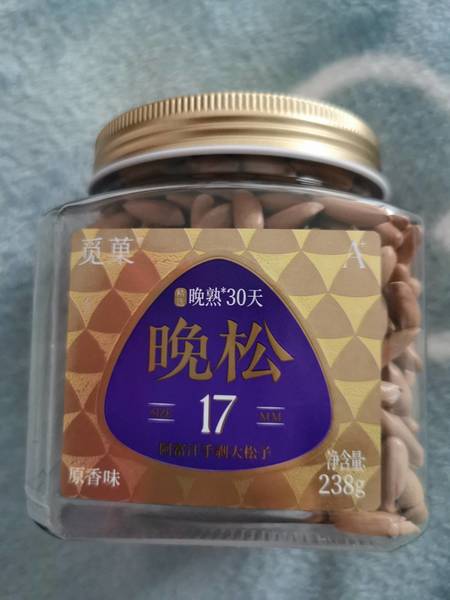 觅菓
A
晚熟*30天
晚松
SIZE 17 MM
阿富汗手剥大松子
原香味
净含量:
238g